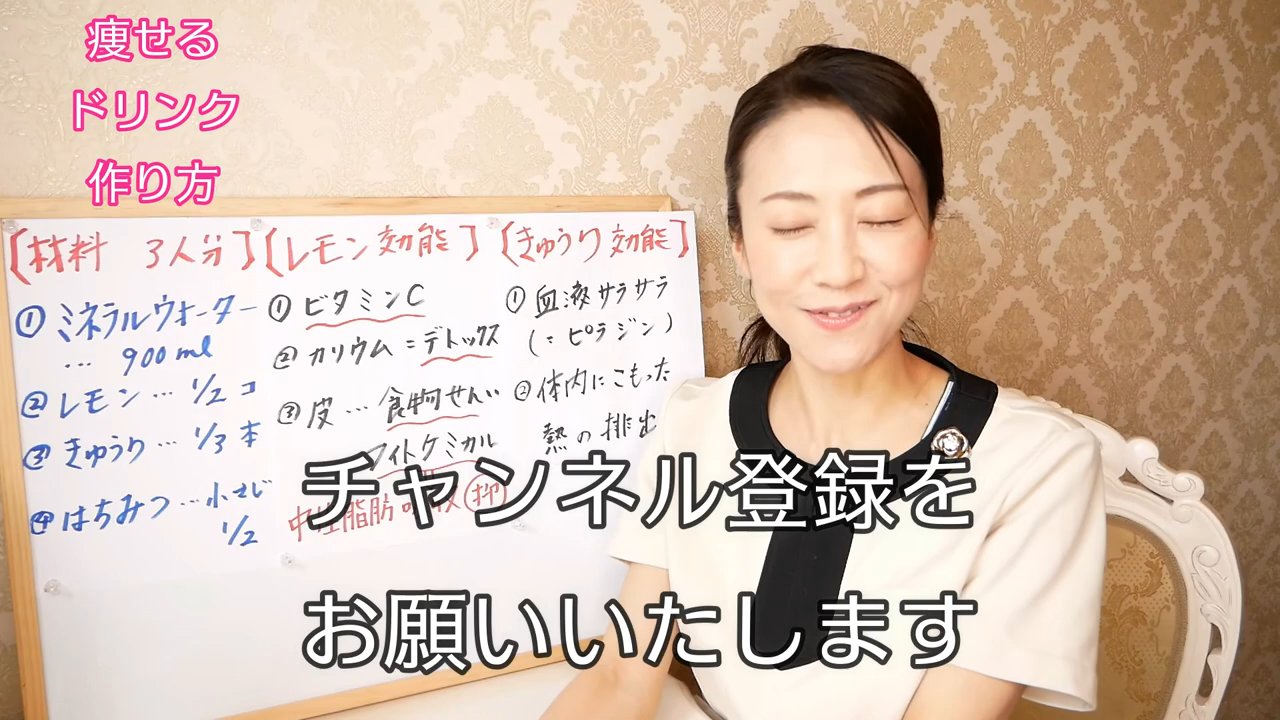 痩せる
ドリンク
作り方
[材料 3人分]
① ミネラルウォーター
… 900ml
② レモン… 1/2コ
③ きゅうり… 1/3本
④ はちみつ…小さじ
1/2
[レモン効能]
① ビタミンC
② カリウム=デトックス
③ 皮…食物せんい
フィトケミカル
中性脂肪の
抑
[きゅうり効能]
① 血液サラサラ
(=ピラジン)
② 体内にこもった
熱の排出
チャンネル登録を
お願いいたします